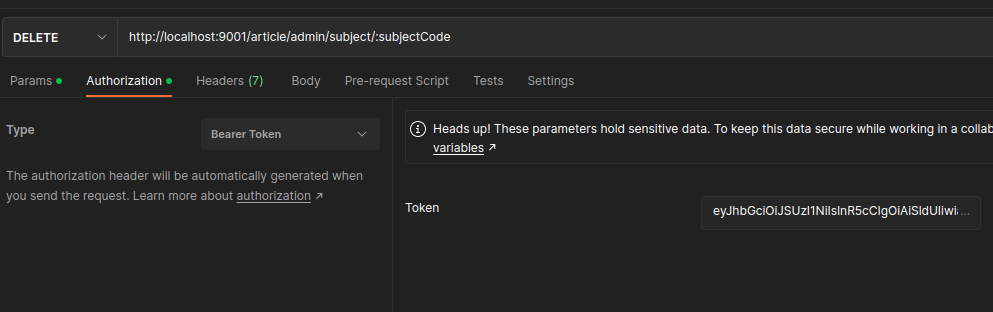 DELETE http://localhost:9001/article/admin/subject/:subjectCode
Params Authorization Headers (7) Body Pre-request Script Tests Settings
Type Bearer Token
The authorization header will be automatically generated when
you send the request. Learn more about authorization ↗
Heads up! These parameters hold sensitive data. To keep this data secure while working in a collab
variables ↗
Token